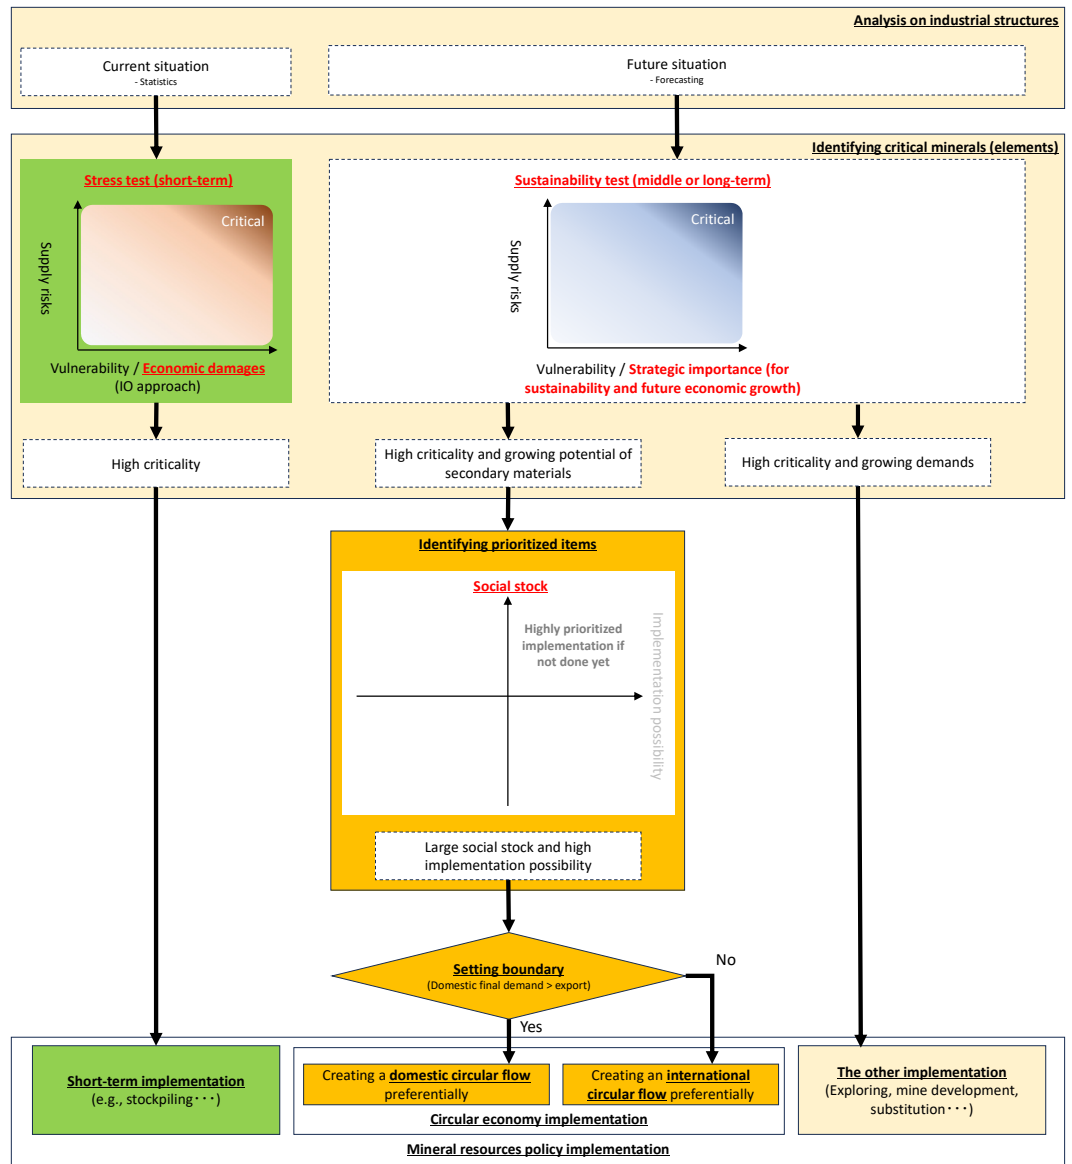 Analysis on industrial structures
Current situation
- Statistics
Future situation
- Forecasting
Identifying critical minerals (elements)
Stress test (short-term)
Critical
Supply risks
Vulnerability / Economic damages
(IO approach)
Sustainability test (middle or long-term)
Critical
Supply risks
Vulnerability / Strategic importance (for
sustainability and future economic growth)
High criticality
High criticality and growing potential of
secondary materials
High criticality and growing demands
Identifying prioritized items
Social stock
Highly prioritized
implementation if
not done yet
Implementation possibility
Large social stock and high
implementation possibility
Setting boundary
(Domestic final demand > export)
No
Yes
Short-term implementation
(e.g., stockpiling･･･)
Creating a domestic circular flow
preferentially
Creating an international
circular flow preferentially
Circular economy implementation
The other implementation
(Exploring, mine development,
substitution･･･)
Mineral resources policy implementation